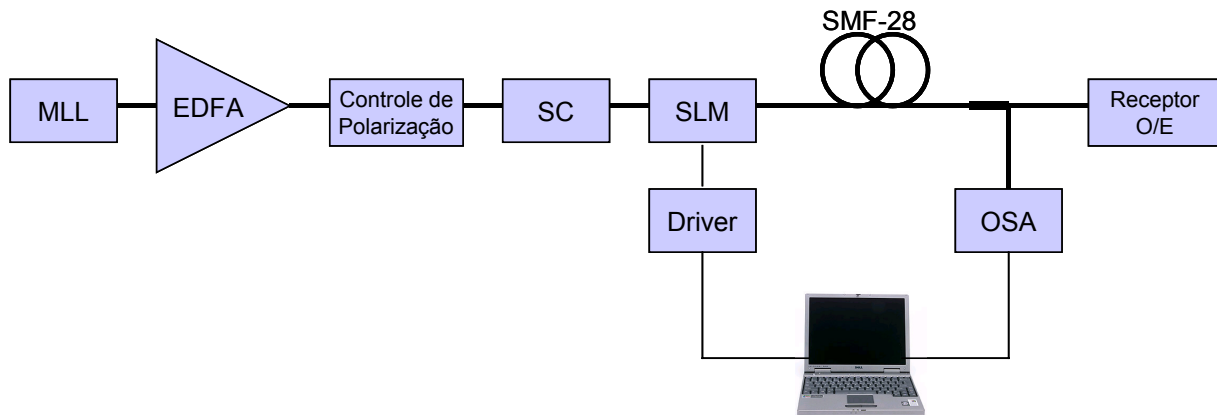 SMF-28
MLL
EDFA
Controle de
Polarização
SC
SLM
Receptor
O/E
Driver
OSA